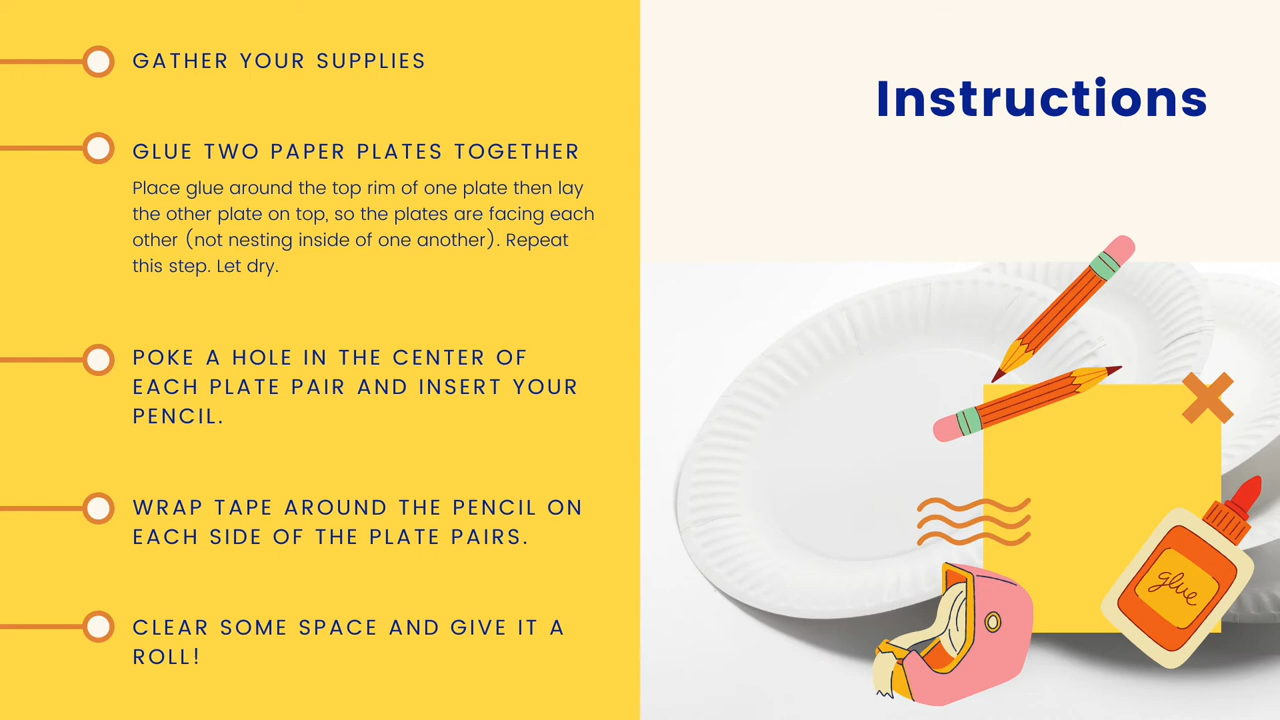 Instructions
GATHER YOUR SUPPLIES
GLUE TWO PAPER PLATES TOGETHER
Place glue around the top rim of one plate then lay
the other plate on top, so the plates are facing each
other (not nesting inside of one another). Repeat
this step. Let dry.
POKE A HOLE IN THE CENTER OF
EACH PLATE PAIR AND INSERT YOUR
PENCIL.
WRAP TAPE AROUND THE PENCIL ON
EACH SIDE OF THE PLATE PAIRS.
CLEAR SOME SPACE AND GIVE IT A
ROLL!
glue